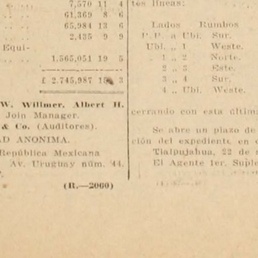 7,570 11 4
61,369 8 6
65,984 13 6
2,425 9 9
Equi-
1,565,051 19 5
£ 2.745,987 15 3
W. Willmer, Albert H.
Join Manager.
& Co. (Auditores).
AD ANONIMA.
República Mexicana
Av. Uruguay núm. 44.
F.
(R.—2060)
tes líneas:
Lados Rumbos
P.P. a Ubl. Sur.
Ubl. „ 1 Weste.
1 „ 2 Norte.
2 „ 3 Este.
3 „ 4 Sur.
4 „ Ubl. Weste.
cerrando con esta última
Se abre un plazo de
ción del expediente en
Tlalpujahua, 22 de
El Agente 1er. Suple